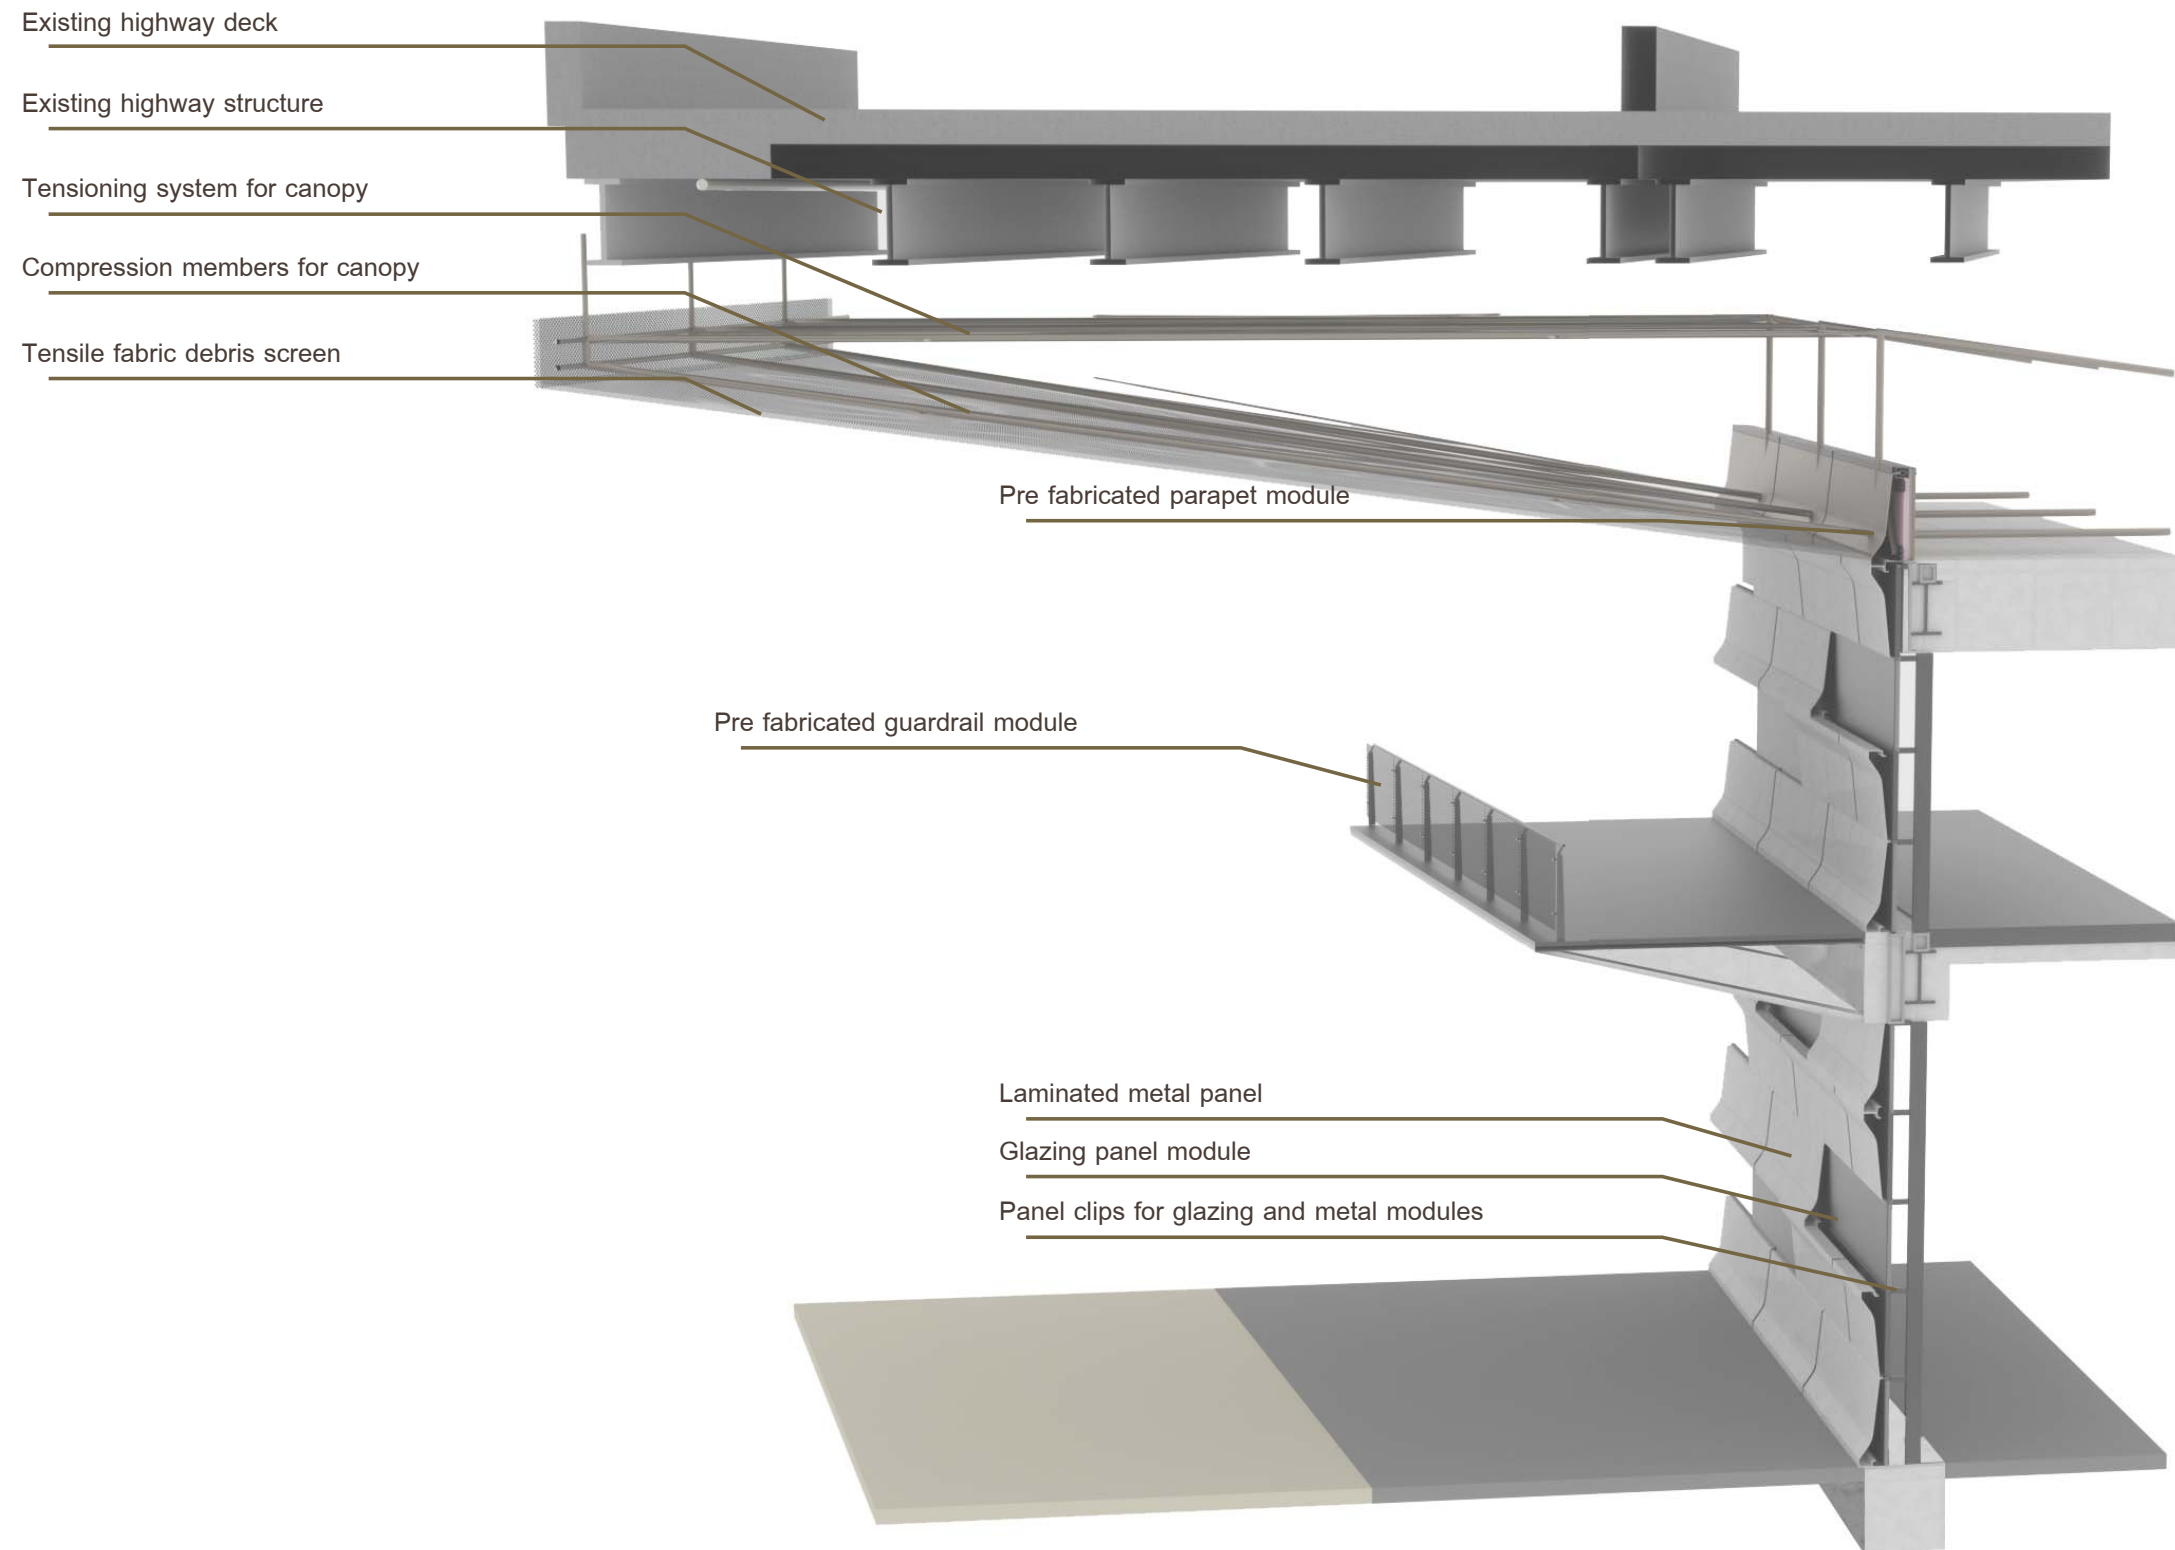 Existing highway deck
Existing highway structure
Tensioning system for canopy
Compression members for canopy
Tensile fabric debris screen
Pre fabricated parapet module
Pre fabricated guardrail module
Laminated metal panel
Glazing panel module
Panel clips for glazing and metal modules